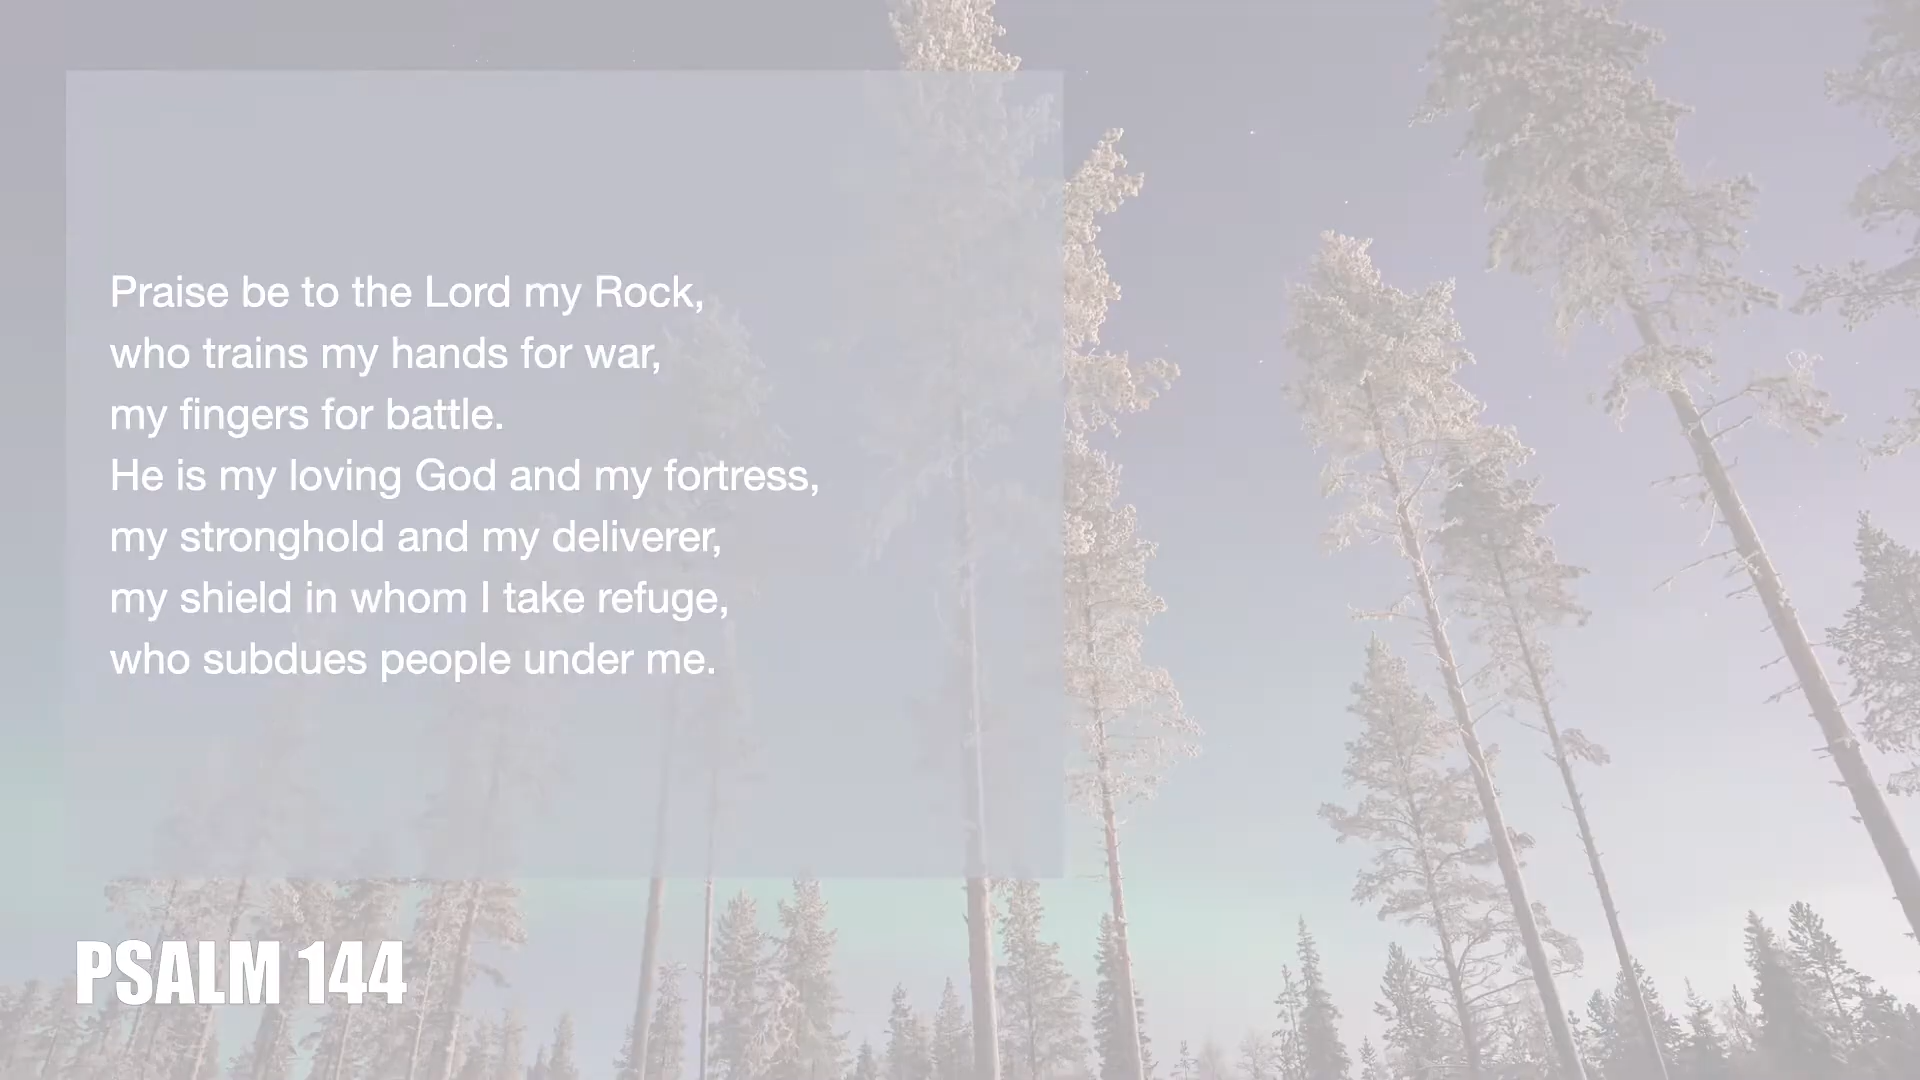 Praise be to the Lord my Rock,
who trains my hands for war,
my fingers for battle.
He is my loving God and my fortress,
my stronghold and my deliverer,
my shield in whom I take refuge,
who subdues people under me.
PSALM 144